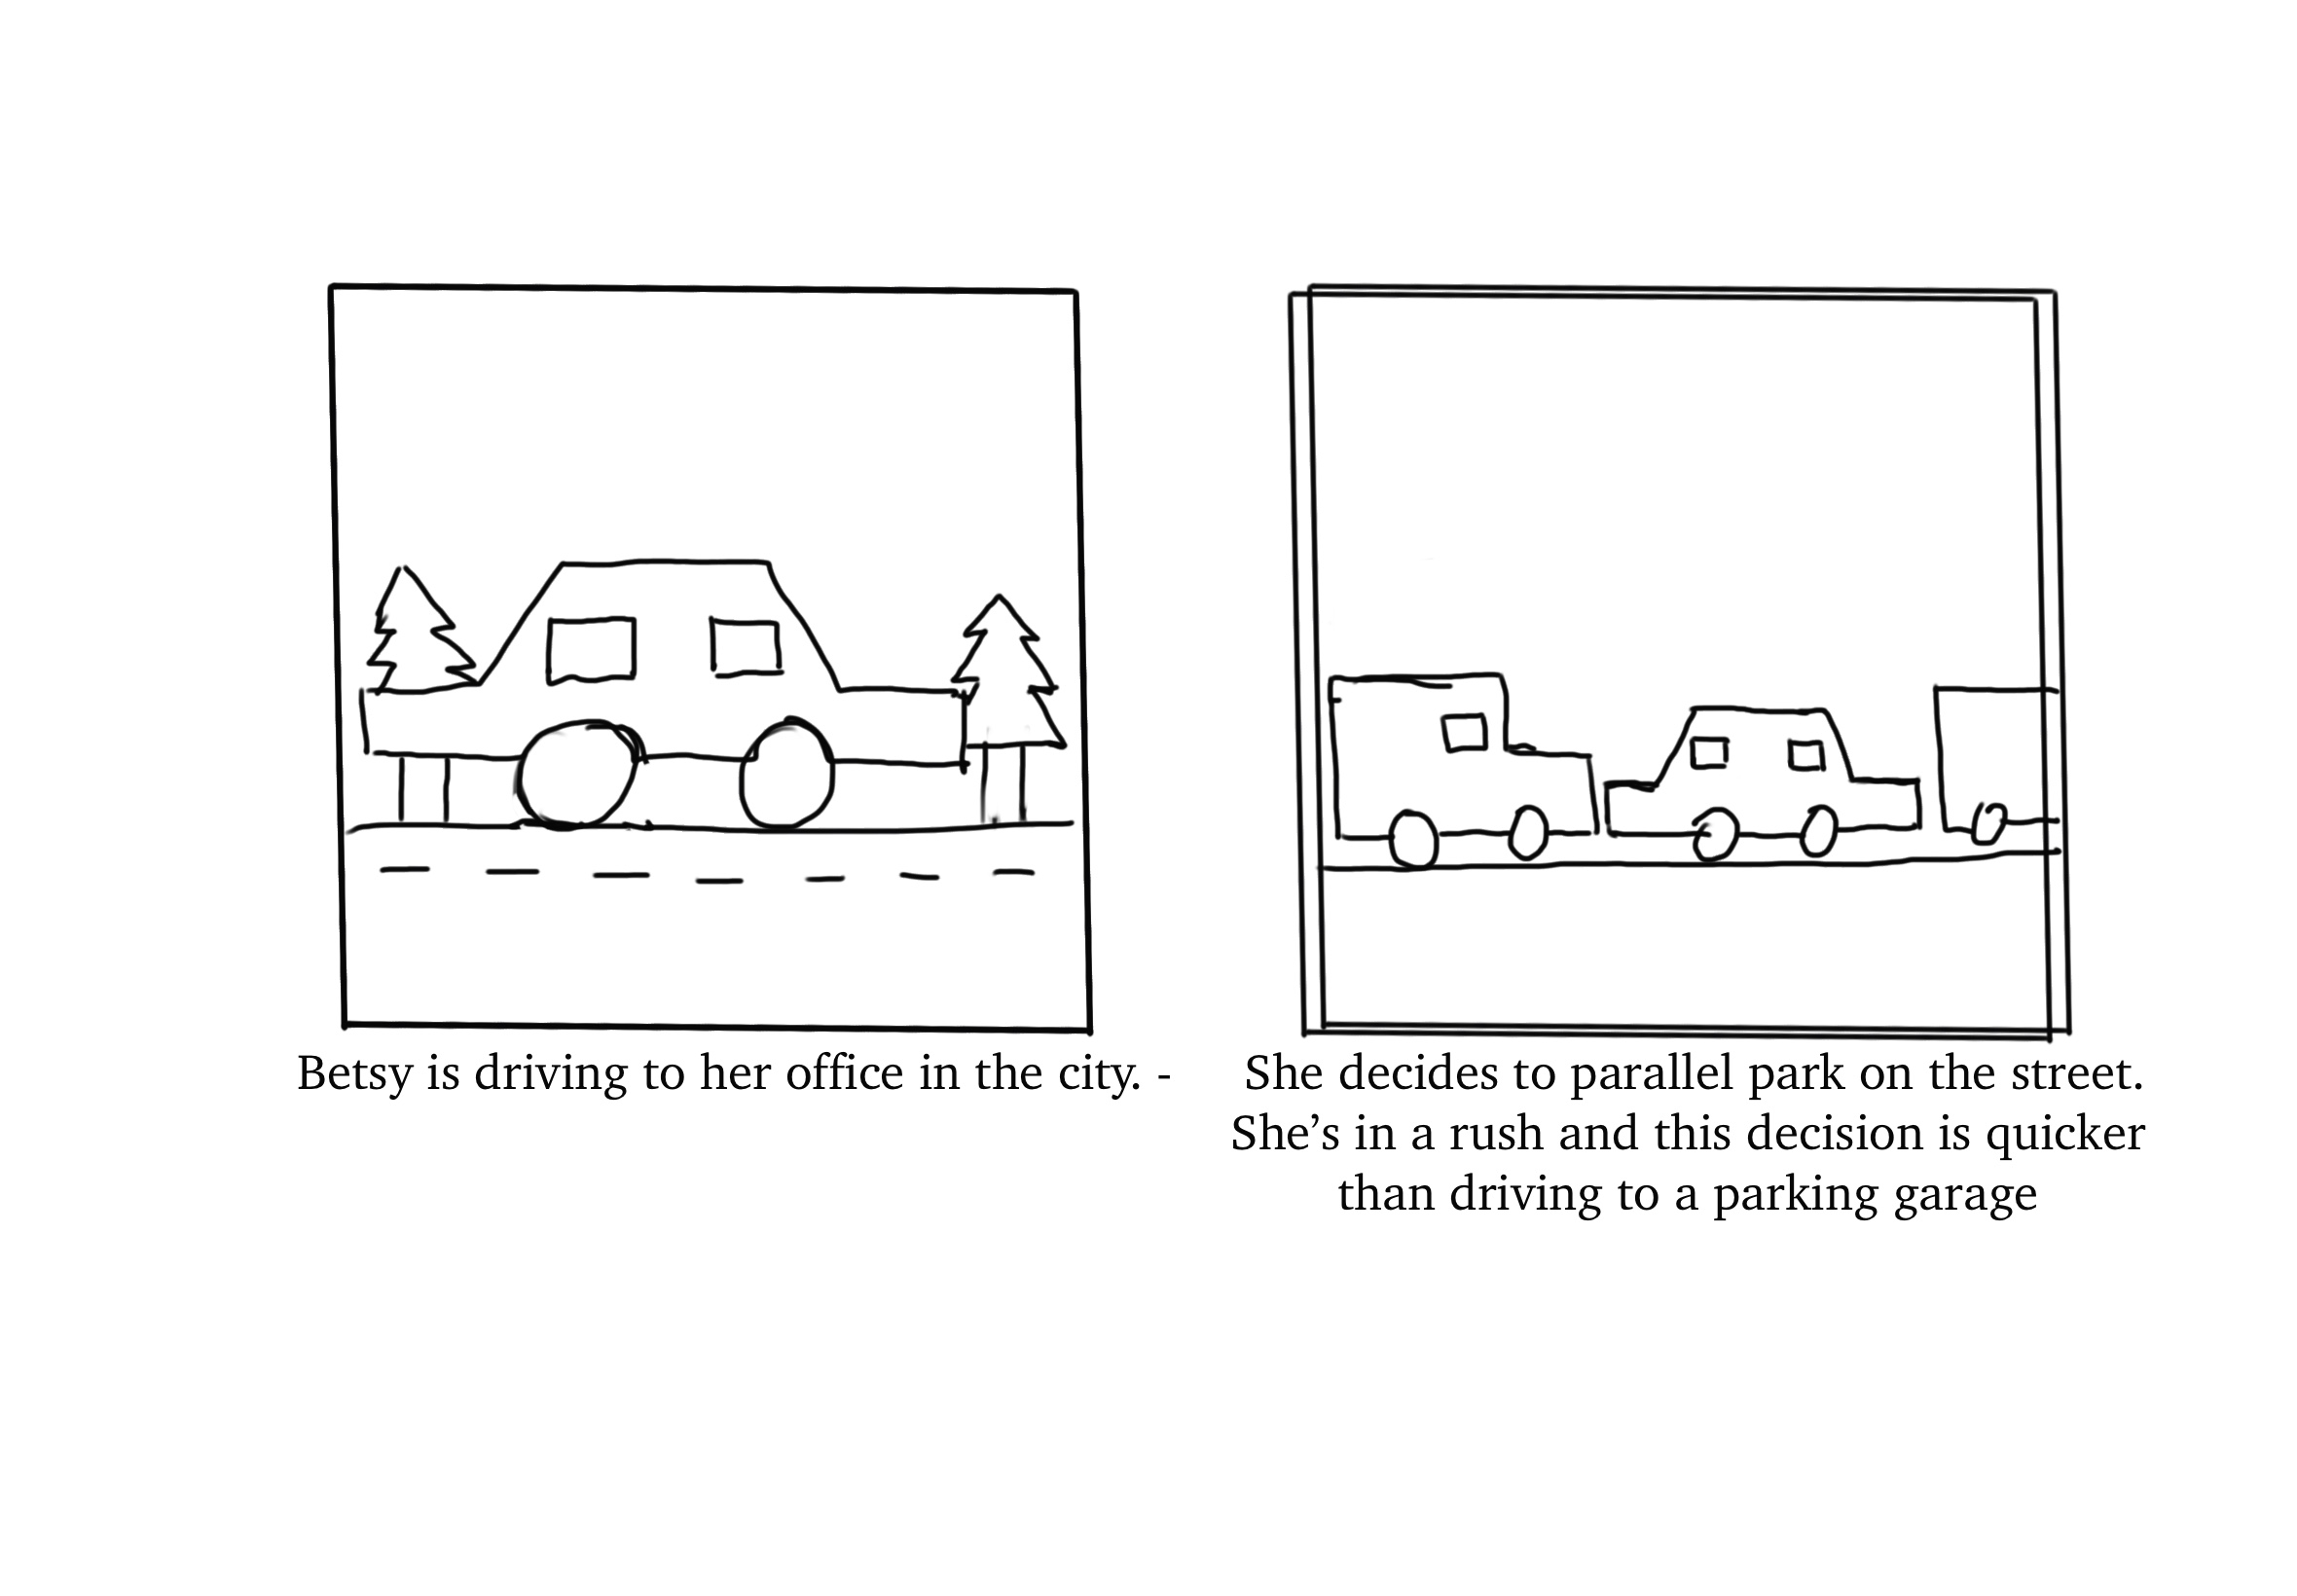 Betsy is driving to her office in the city. -
She decides to parallel park on the street.
She’s in a rush and this decision is quicker
than driving to a parking garage